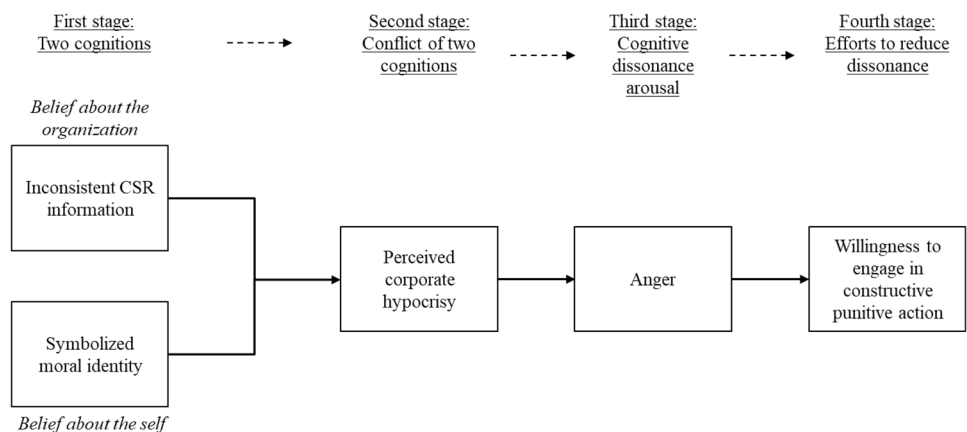 First stage:
Two cognitions
Second stage:
Conflict of two
cognitions
Third stage:
Cognitive
dissonance
arousal
Fourth stage:
Efforts to reduce
dissonance
Belief about the
organization
Inconsistent CSR
information
Symbolized
moral identity
Belief about the self
Perceived
corporate
hypocrisy
Anger
Willingness to
engage in
constructive
punitive action